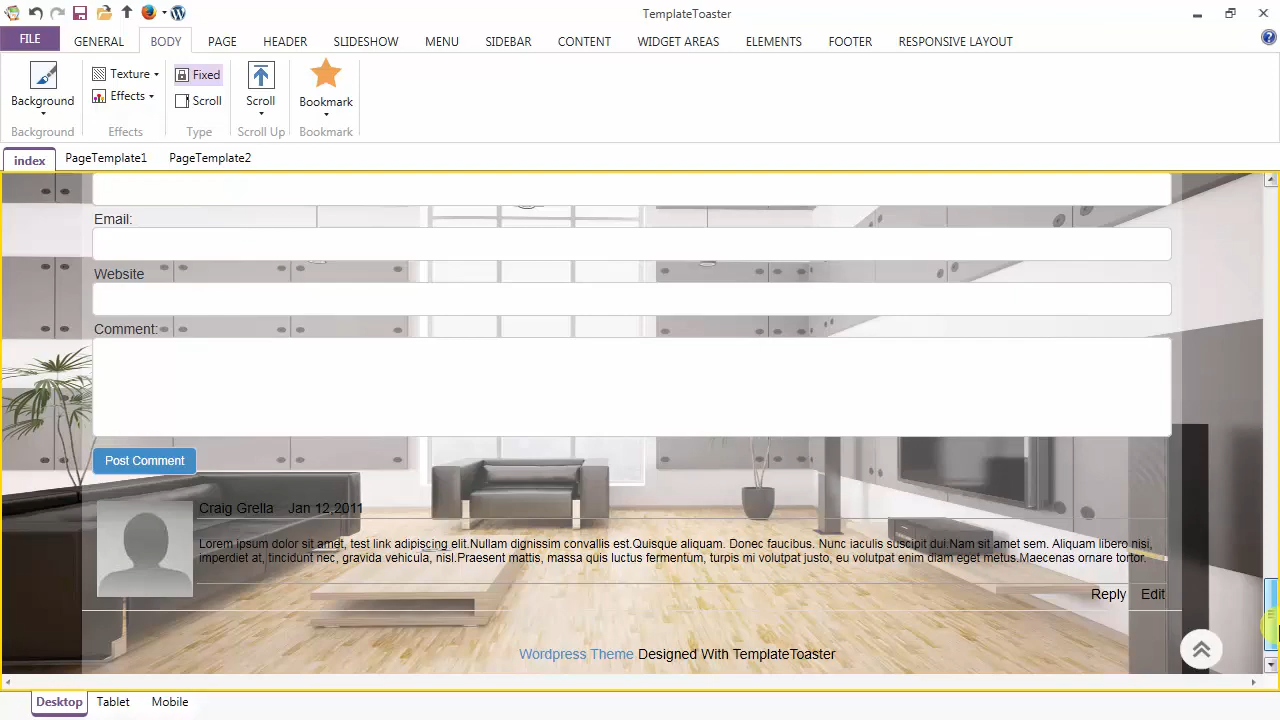 TemplateToaster
FILE GENERAL BODY PAGE HEADER SLIDESHOW MENU SIDEBAR CONTENT WIDGET AREAS ELEMENTS FOOTER RESPONSIVE LAYOUT
Background Texture Effects Fixed Scroll Scroll Bookmark
Background Effects Type Scroll Up Bookmark
index PageTemplate1 PageTemplate2
Email:
Website
Comment:
Post Comment
Craig Grella Jan 12,2011
Lorem ipsum dolor sit amet, test link adipiscing elit.Nullam dignissim convallis est.Quisque aliquam. Donec faucibus. Nunc iaculis suscipit dui.Nam sit amet sem. Aliquam libero nisi,
imperdiet at, tincidunt nec, gravida vehicula, nisl.Praesent mattis, massa quis luctus fermentum, turpis mi volutpat justo, eu volutpat enim diam eget metus.Maecenas ornare tortor.
Reply Edit
Wordpress Theme Designed With TemplateToaster
Desktop Tablet Mobile